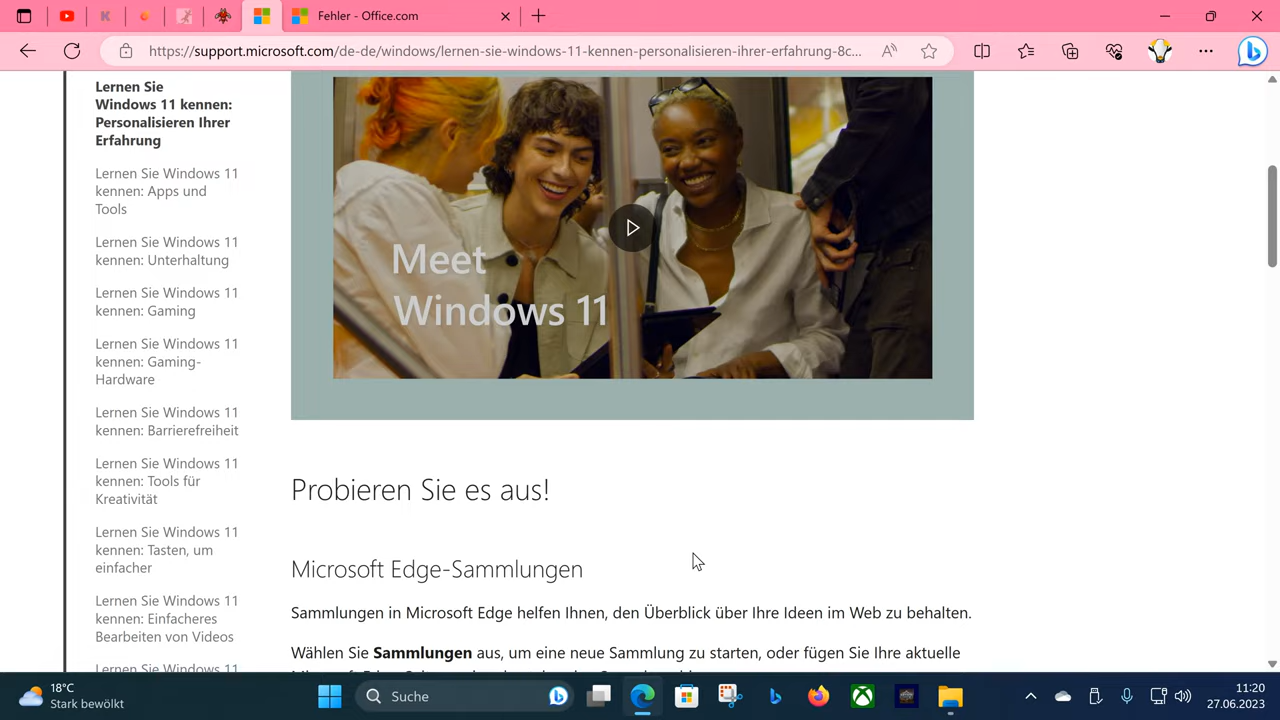 Fehler - Office.com
https://support.microsoft.com/de-de/windows/lernen-sie-windows-11-kennen-personalisieren-ihrer-erfahrung-8c...
Lernen Sie
Windows 11 kennen:
Personalisieren Ihrer
Erfahrung
Lernen Sie Windows 11
kennen: Apps und
Tools
Lernen Sie Windows 11
kennen: Unterhaltung
Lernen Sie Windows 11
kennen: Gaming
Lernen Sie Windows 11
kennen: Gaming-
Hardware
Lernen Sie Windows 11
kennen: Barrierefreiheit
Lernen Sie Windows 11
kennen: Tools für
Kreativität
Lernen Sie Windows 11
kennen: Tasten, um
einfacher
Lernen Sie Windows 11
kennen: Einfacheres
Bearbeiten von Videos
Lernen Sie Windows 11
Meet
Windows 11
Probieren Sie es aus!
Microsoft Edge-Sammlungen
Sammlungen in Microsoft Edge helfen Ihnen, den Überblick über Ihre Ideen im Web zu behalten.
Wählen Sie Sammlungen aus, um eine neue Sammlung zu starten, oder fügen Sie Ihre aktuelle
18°C
Stark bewölkt
Suche
11:20
27.06.2023